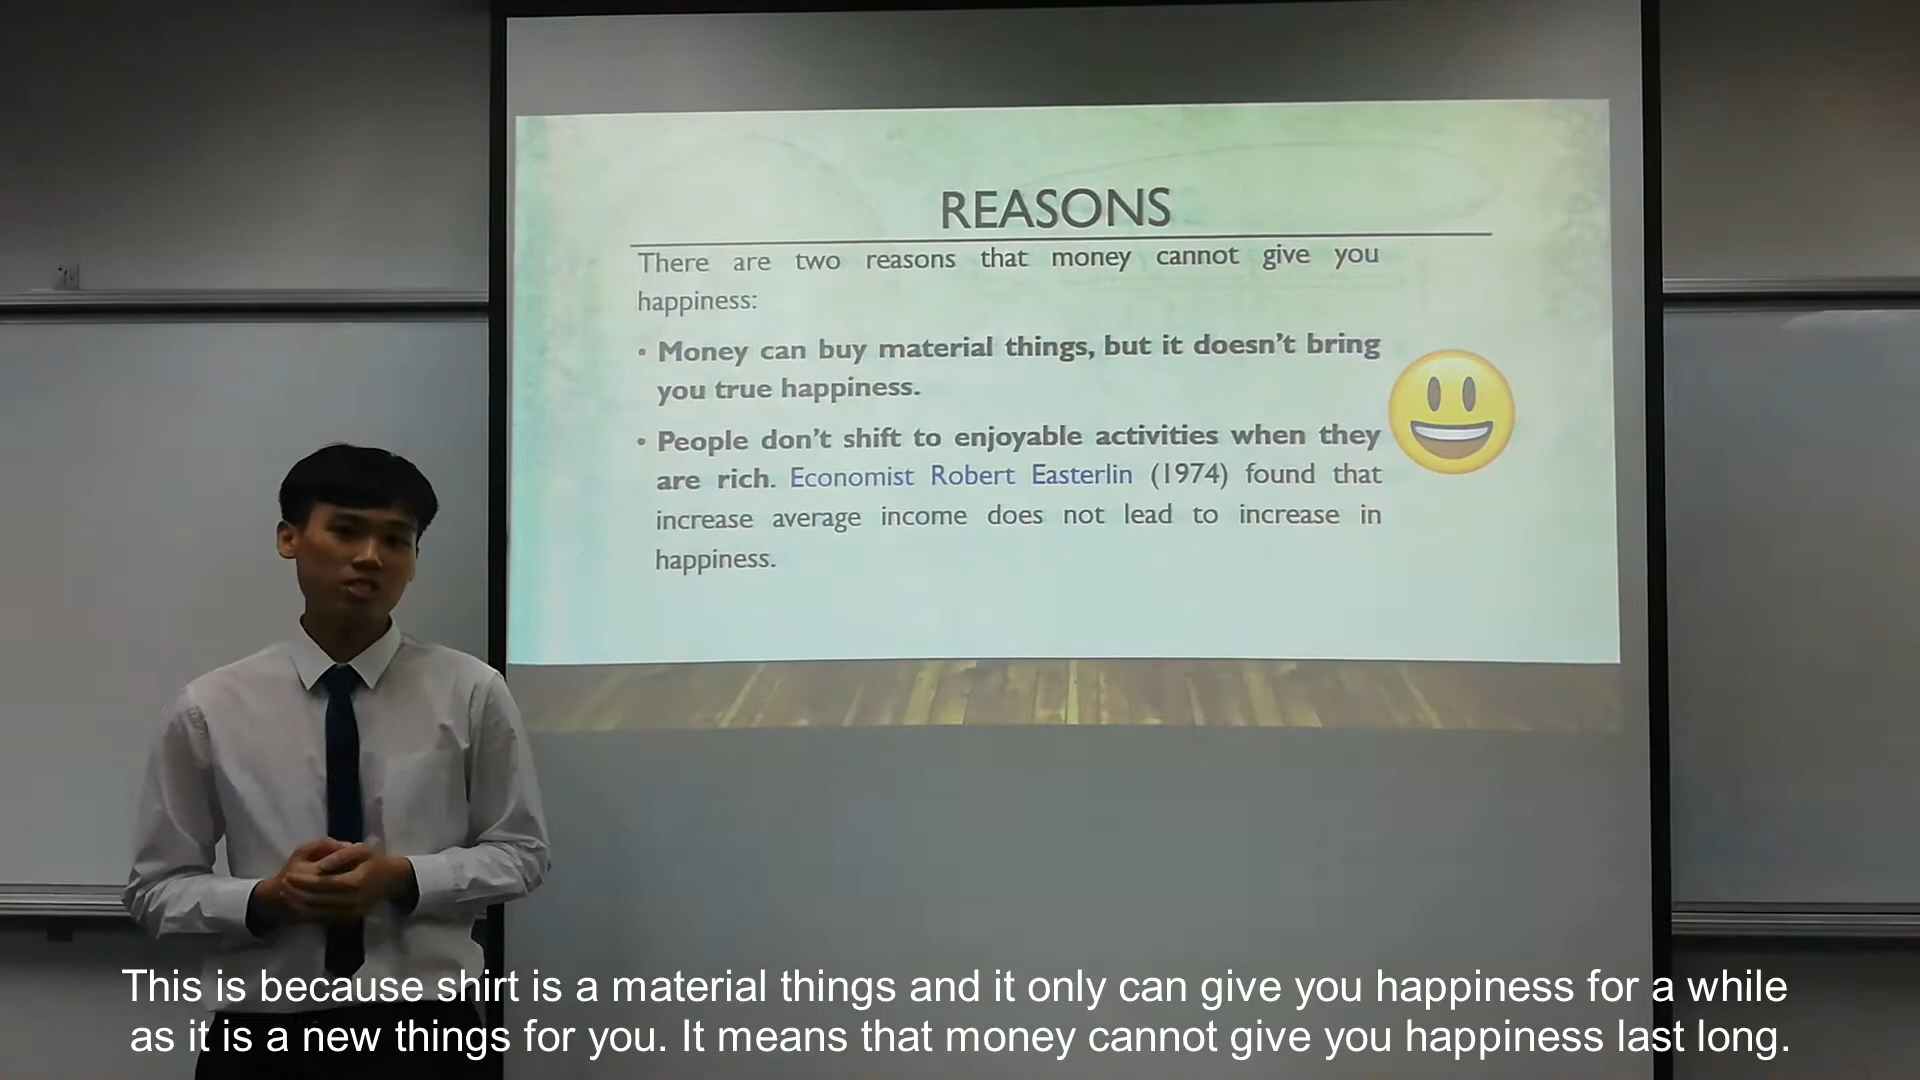 REASONS
There are two reasons that money cannot give you
happiness:
• Money can buy material things, but it doesn't bring
you true happiness.
• People don't shift to enjoyable activities when they
are rich. Economist Robert Easterlin (1974) found that
increase average income does not lead to increase in
happiness.
This is because shirt is a material things and it only can give you happiness for a while
as it is a new things for you. It means that money cannot give you happiness last long.